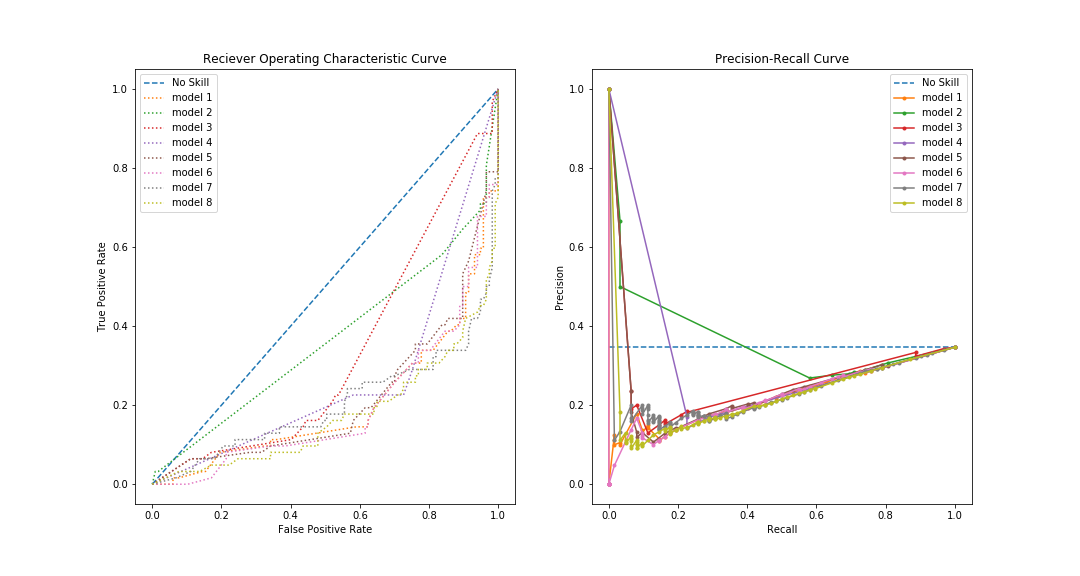 Reciever Operating Characteristic Curve
No Skill
model 1
model 2
model 3
model 4
model 5
model 6
model 7
model 8
1.0
0.8
0.6
0.4
0.2
0.0
True Positive Rate
0.0 0.2 0.4 0.6 0.8 1.0
False Positive Rate
Precision-Recall Curve
No Skill
model 1
model 2
model 3
model 4
model 5
model 6
model 7
model 8
1.0
0.8
0.6
0.4
0.2
0.0
Precision
0.0 0.2 0.4 0.6 0.8 1.0
Recall